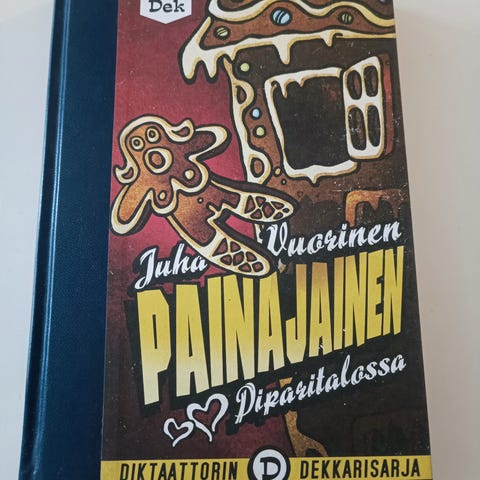 Dek
Juha Vuorinen
PAINAJAINEN
Piparitalossa
DIKTAATTORIN D DEKKARISARJA